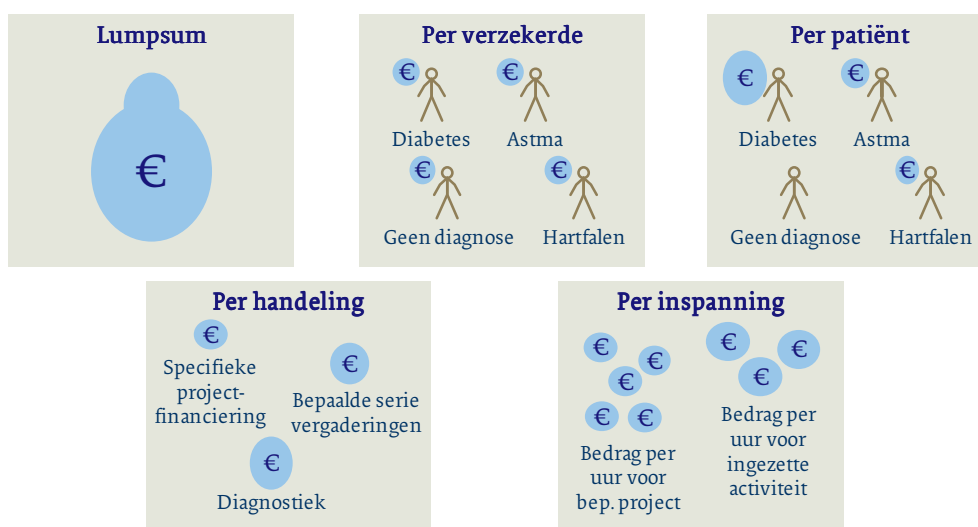 Lumpsum
€
Per verzekerde
€ €
Diabetes Astma
€ €
Geen diagnose Hartfalen
Per patiënt
€ €
Diabetes Astma
€
Geen diagnose Hartfalen
Per handeling
€
Specifieke
project-
financiering
€
Bepaalde serie
vergaderingen
€
Diagnostiek
Per inspanning
€ €
€
€ €
Bedrag per
uur voor
bep. project
€ €
€
Bedrag per
uur voor
ingezette
activiteit